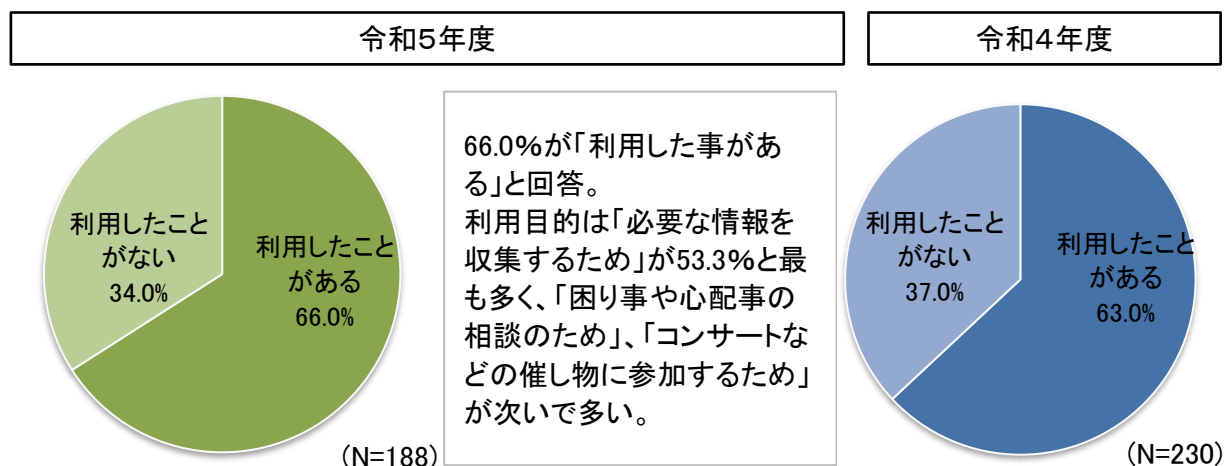 令和5年度
利用したこと
がない
34.0%
利用したこと
がある
66.0%
(N=188)
66.0%が「利用した事があ
る」と回答。
利用目的は「必要な情報を
収集するため」が53.3%と最
も多く、「困り事や心配事の
相談のため」、「コンサートな
どの催し物に参加するため」
が次いで多い。
令和4年度
利用したこと
がない
37.0%
利用したこと
がある
63.0%
(N=230)